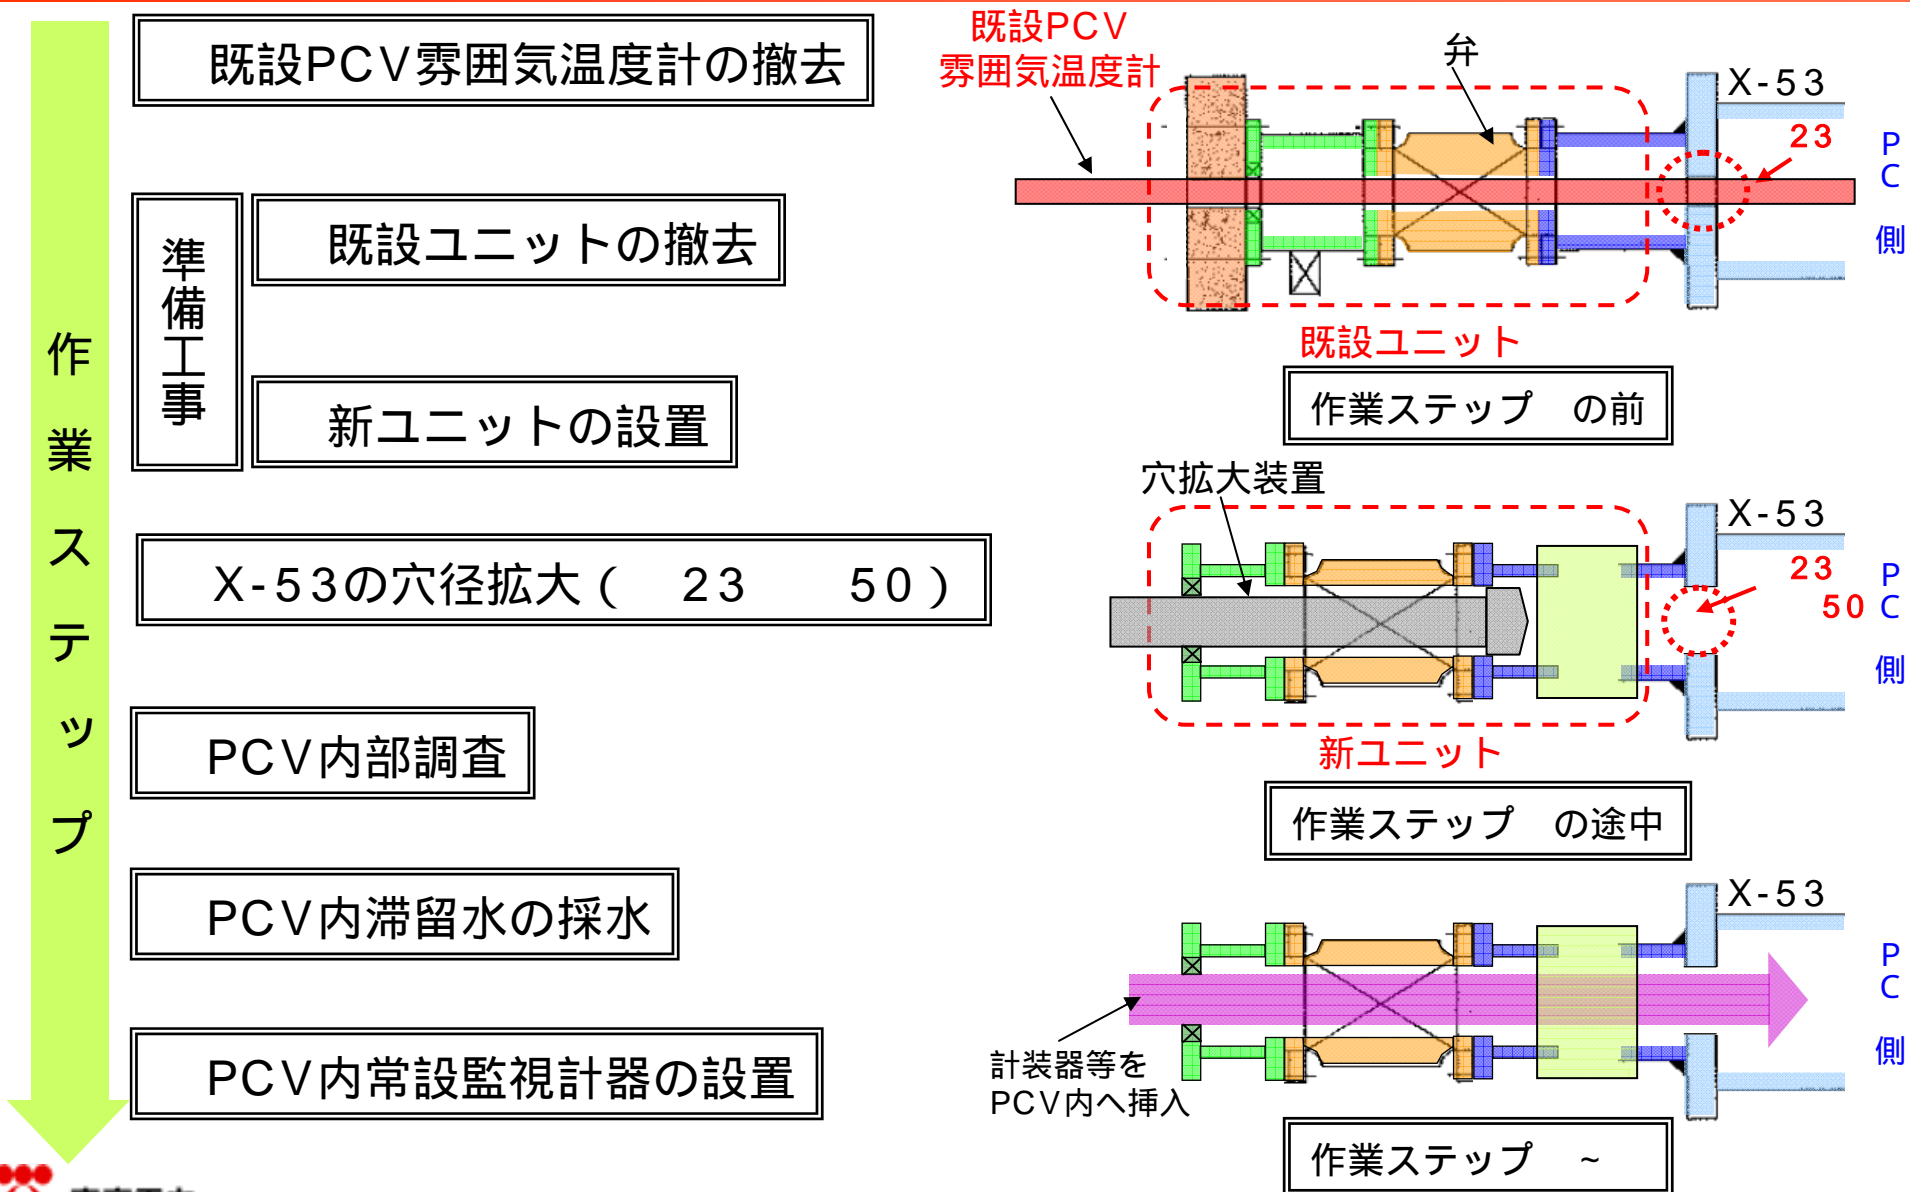 作業ステップ
既設PCV雰囲気温度計の撤去
準備工事
既設ユニットの撤去
新ユニットの設置
X-53の穴径拡大(　23　　50)
PCV内部調査
PCV内滞留水の採水
PCV内常設監視計器の設置
既設PCV
雰囲気温度計
弁
X-53
23
PC　側
既設ユニット
作業ステップ　の前
穴拡大装置
X-53
23
50
PC　側
新ユニット
作業ステップ　の途中
X-53
PC　側
計装器等を
PCV内へ挿入
作業ステップ　~